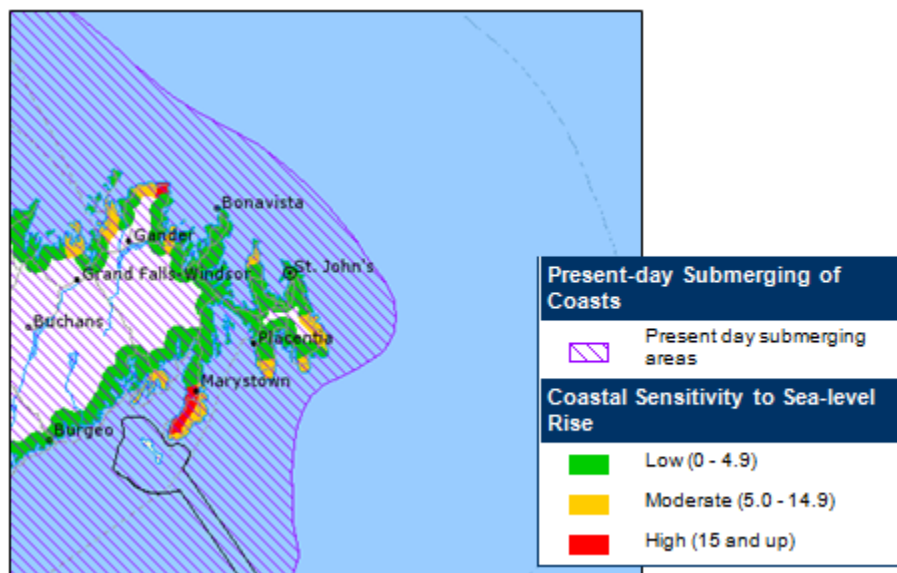 Bonavista
Gander
St. John's
Grand Falls-Windsor
Buchans
Placentia
Marystown
Burgeo
Present-day Submerging of
Coasts
Present day submerging
areas
Coastal Sensitivity to Sea-level
Rise
Low (0 - 4.9)
Moderate (5.0 - 14.9)
High (15 and up)